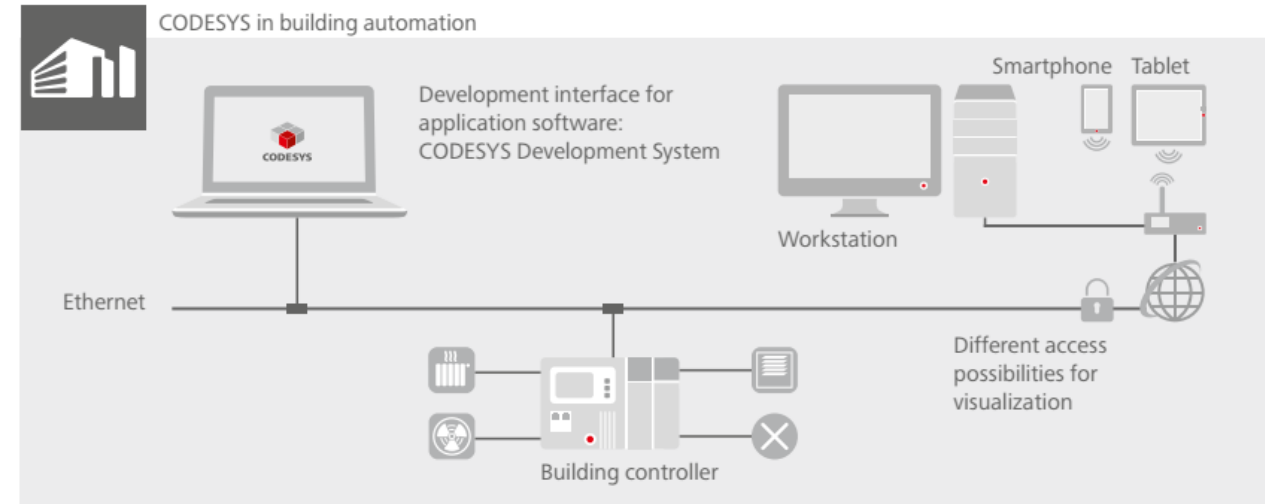 CODESYS in building automation
Smartphone Tablet
Development interface for
application software:
CODESYS Development System
CODESYS
Workstation
Ethernet
Different access
possibilities for
visualization
Building controller